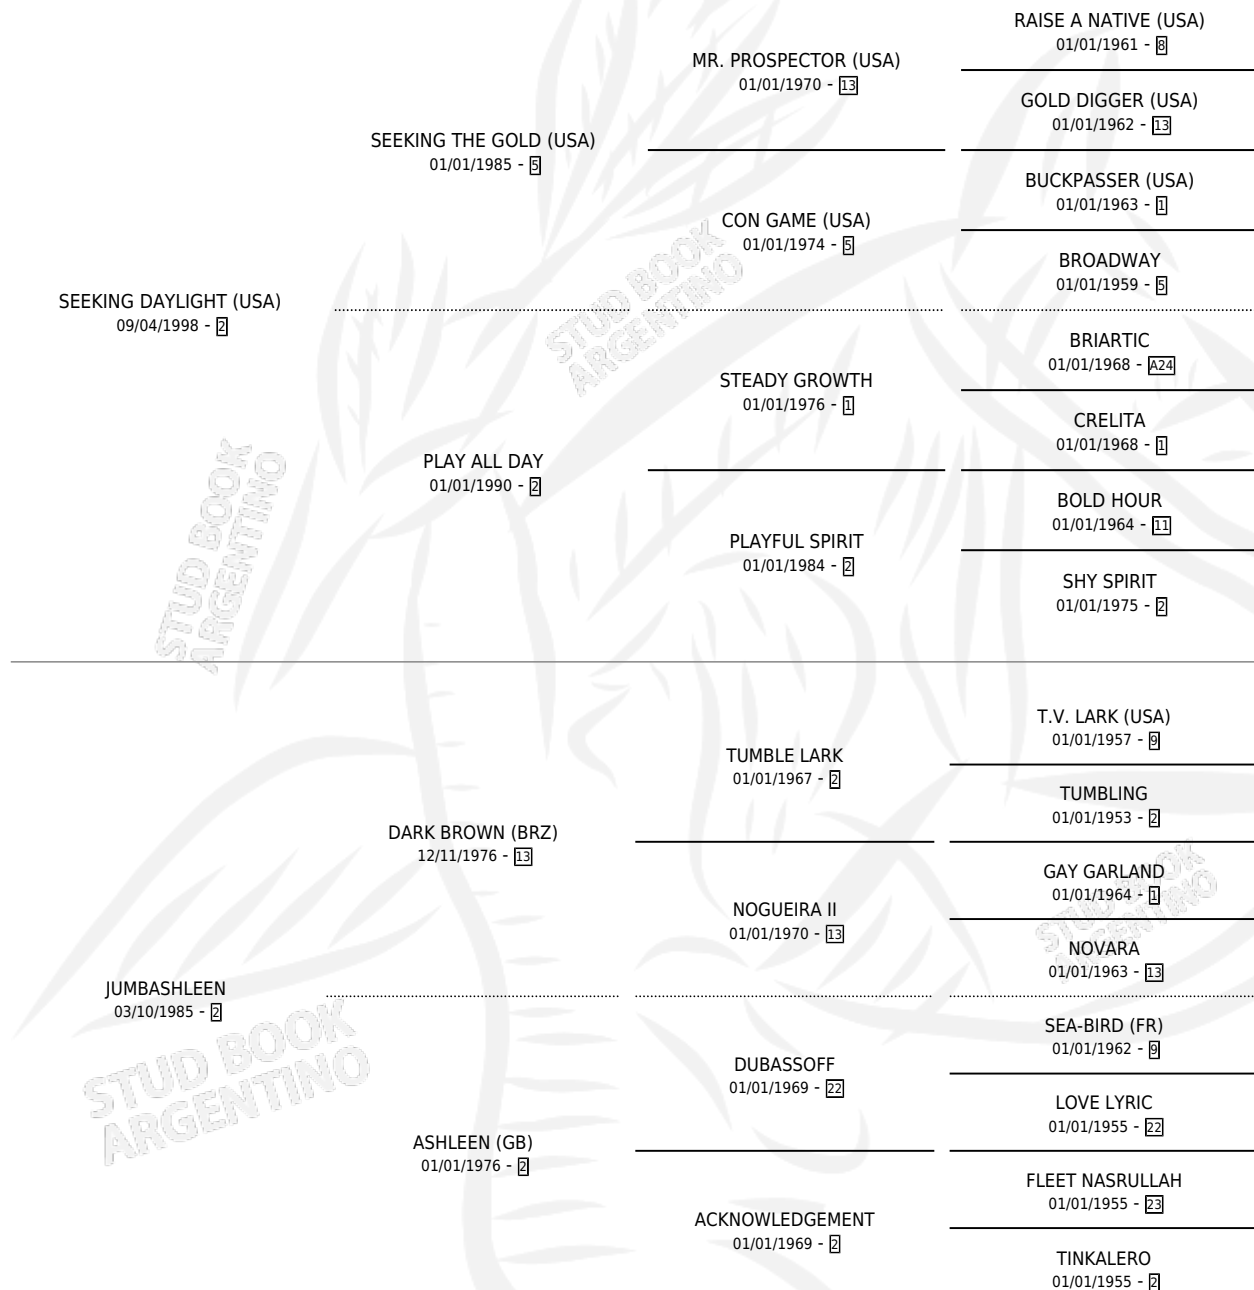 RAISE A NATIVE (USA)
01/01/1961 - 8
MR. PROSPECTOR (USA)
01/01/1970 - 13
GOLD DIGGER (USA)
01/01/1962 - 13
SEEKING THE GOLD (USA)
01/01/1985 - 5
BUCKPASSER (USA)
01/01/1963 - 1
CON GAME (USA)
01/01/1974 - 5
BROADWAY
01/01/1959 - 5
SEEKING DAYLIGHT (USA)
09/04/1998 - 2
BRIARTIC
01/01/1968 - A24
STEADY GROWTH
01/01/1976 - 1
CRELITA
01/01/1968 - 1
PLAY ALL DAY
01/01/1990 - 2
BOLD HOUR
01/01/1964 - 11
PLAYFUL SPIRIT
01/01/1984 - 2
SHY SPIRIT
01/01/1975 - 2
T.V. LARK (USA)
01/01/1957 - 9
TUMBLE LARK
01/01/1967 - 2
TUMBLING
01/01/1953 - 2
DARK BROWN (BRZ)
12/11/1976 - 13
GAY GARLAND
01/01/1964 - 1
NOGUEIRA II
01/01/1970 - 13
NOVARA
01/01/1963 - 13
JUMBASHLEEN
03/10/1985 - 2
SEA-BIRD (FR)
01/01/1962 - 9
DUBASSOFF
01/01/1969 - 22
LOVE LYRIC
01/01/1955 - 22
ASHLEEN (GB)
01/01/1976 - 2
FLEET NASRULLAH
01/01/1955 - 23
ACKNOWLEDGEMENT
01/01/1969 - 2
TINKALERO
01/01/1955 - 2
STUD BOOK
ARGENTINO
STUD BOOK
ARGENTINO
STUD BOOK
ARGENTINO
STUD BOOK
ARGENTINO